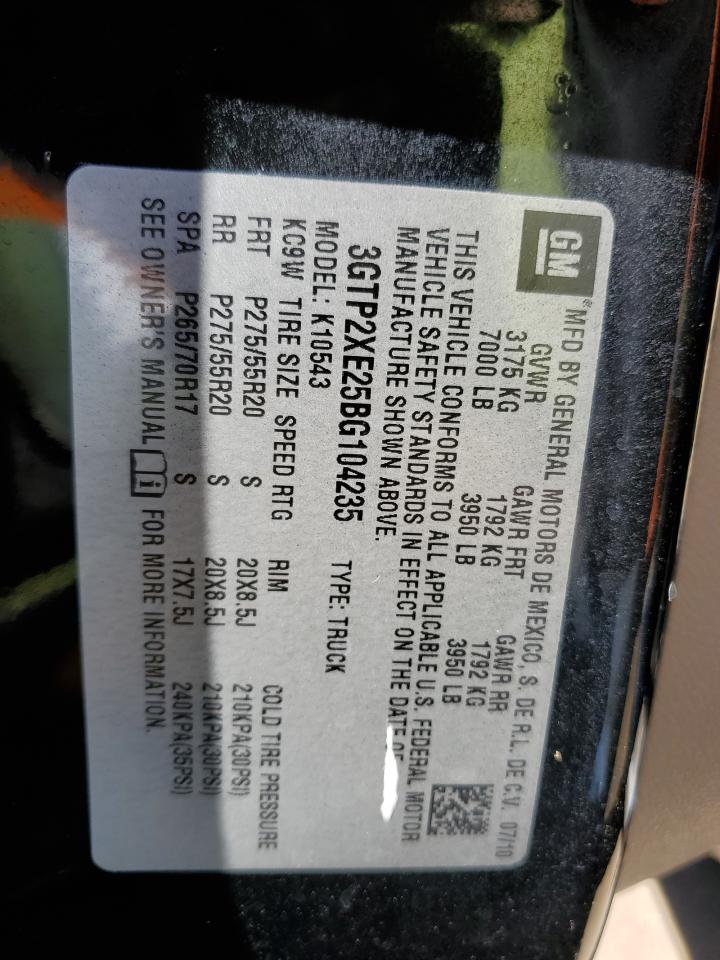 GM® MFD BY GENERAL MOTORS DE MEXICO, S. DE R.L. DE C.V. 07/10
GVWR GAWR FRT GAWR RR
3175 KG 1792 KG 1792 KG
7000 LB 3950 LB 3950 LB
THIS VEHICLE CONFORMS TO ALL APPLICABLE U.S. FEDERAL MOTOR
VEHICLE SAFETY STANDARDS IN EFFECT ON THE DATE OF
MANUFACTURE SHOWN ABOVE.
3GTP2XE25BG104235 TYPE: TRUCK
MODEL: K10543
KC9W TIRE SIZE SPEED RTG RIM COLD TIRE PRESSURE
FRT P275/55R20 S 20X8.5J 210KPA(30PSI)
RR P275/55R20 S 20X8.5J 210KPA(30PSI)
SPA P265/70R17 S 17X7.5J 240KPA(35PSI)
SEE OWNER'S MANUAL FOR MORE INFORMATION.